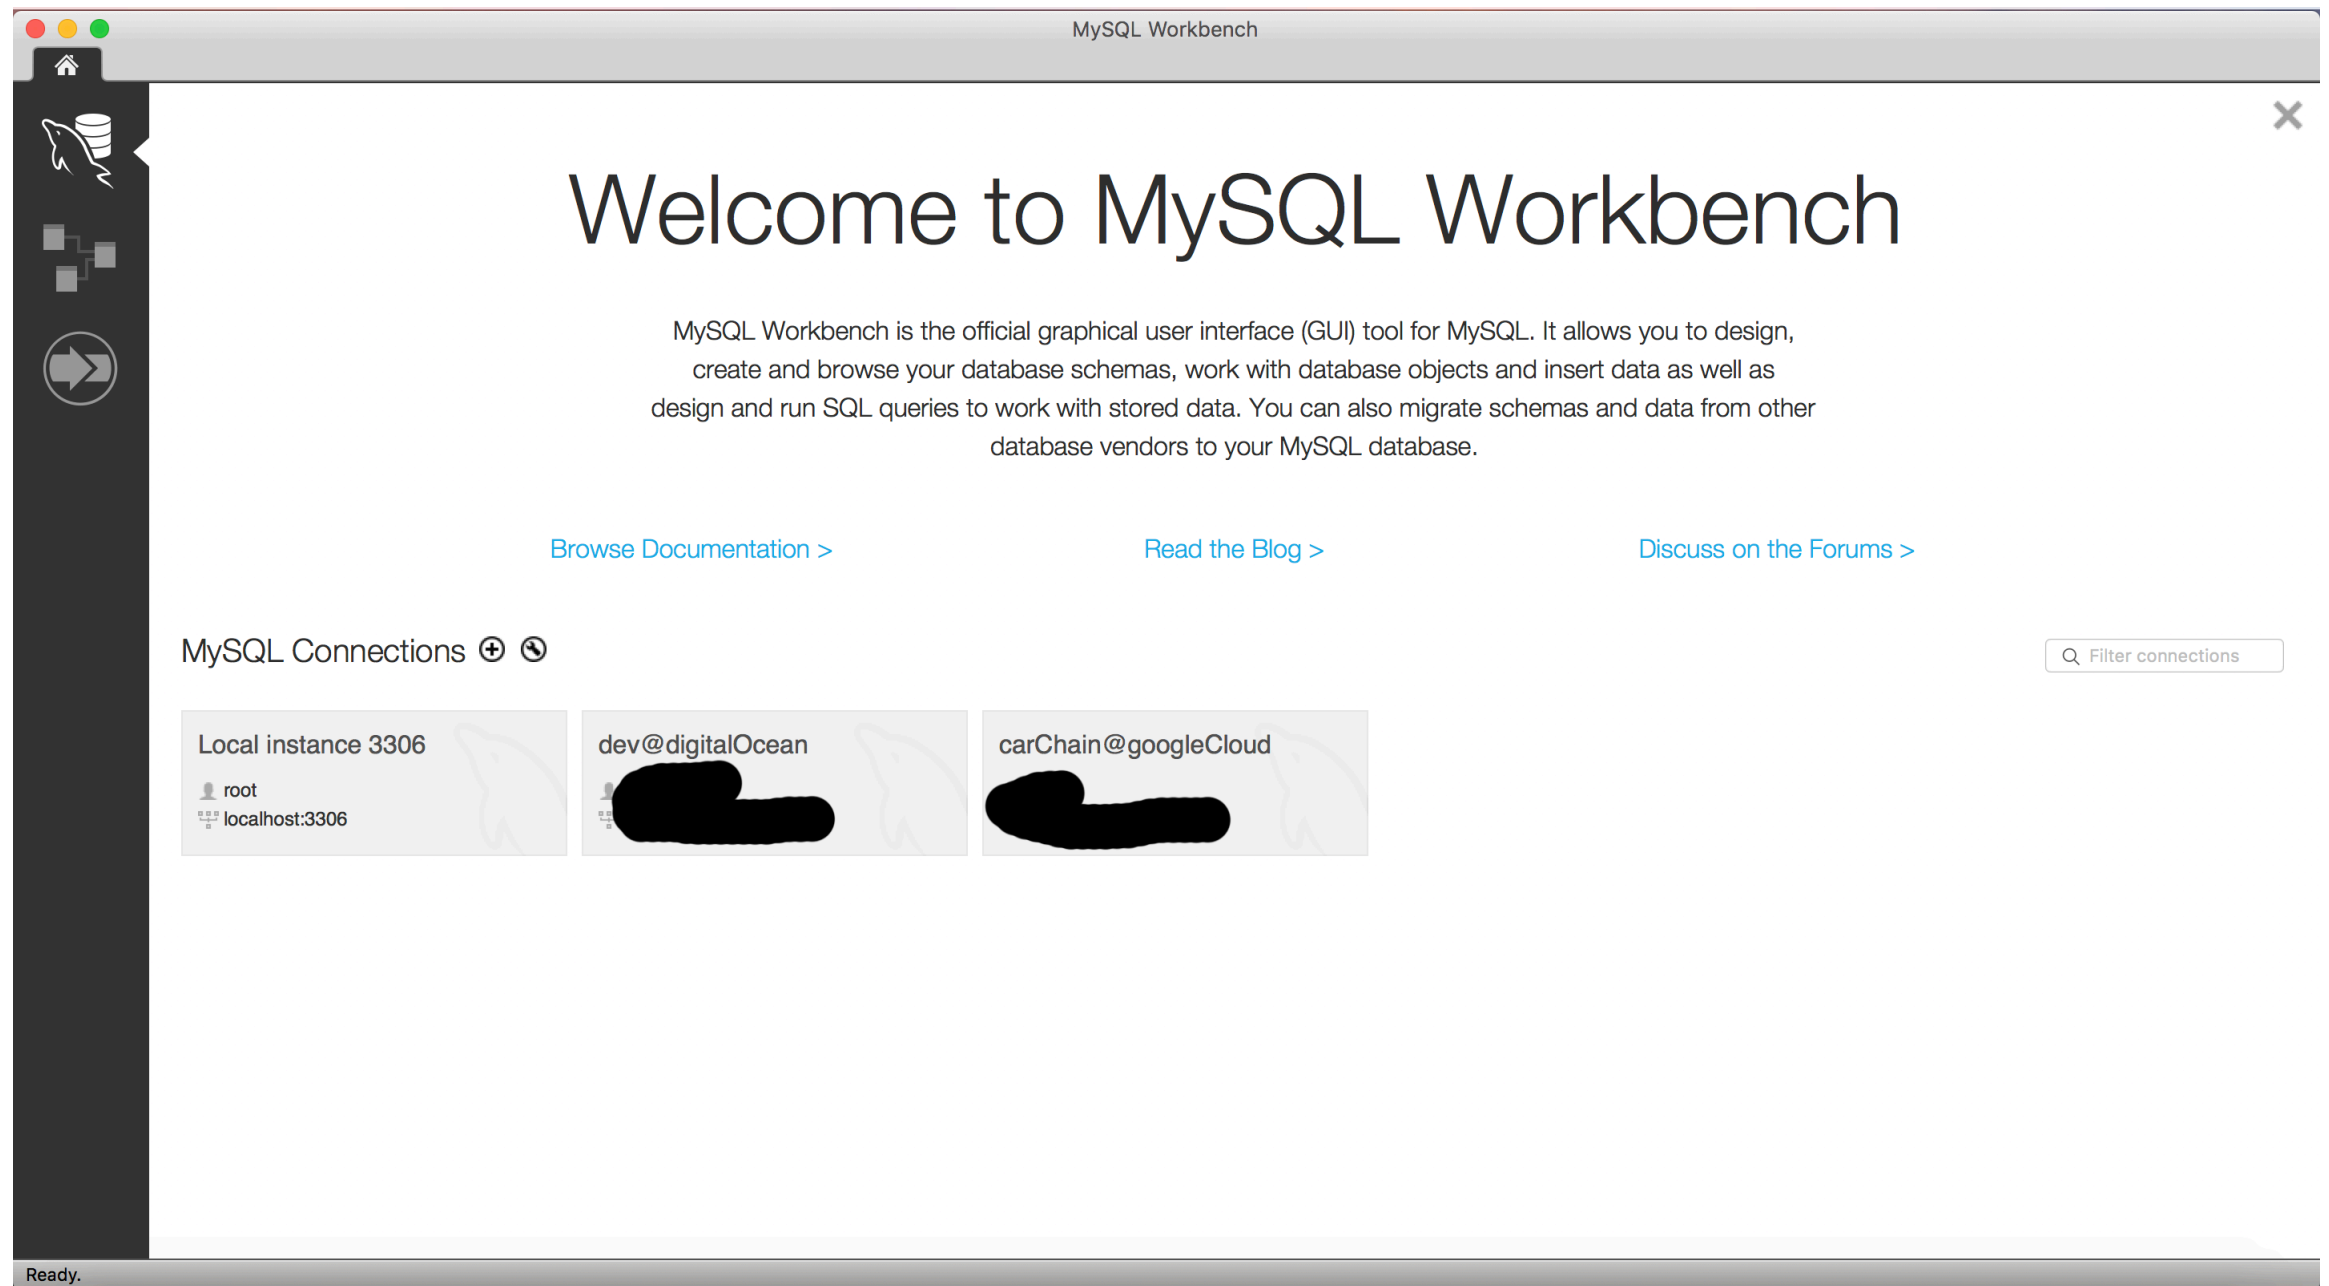 MySQL Workbench
Welcome to MySQL Workbench
MySQL Workbench is the official graphical user interface (GUI) tool for MySQL. It allows you to design,
create and browse your database schemas, work with database objects and insert data as well as
design and run SQL queries to work with stored data. You can also migrate schemas and data from other
database vendors to your MySQL database.
Browse Documentation >
Read the Blog >
Discuss on the Forums >
MySQL Connections
Filter connections
Local instance 3306
root
localhost:3306
dev@digitalOcean
carChain@googleCloud
Ready.